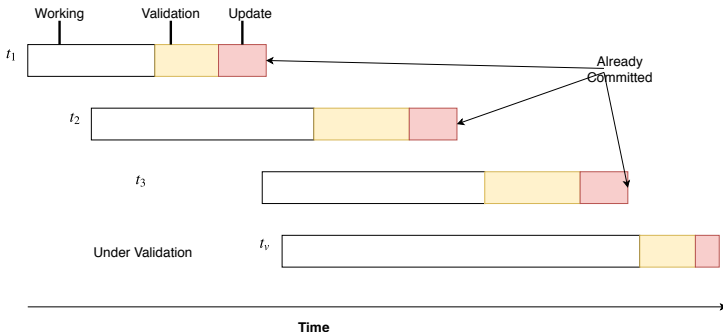 Working Validation Update
t1
Already
Committed
t2
t3
tv
Under Validation
Time